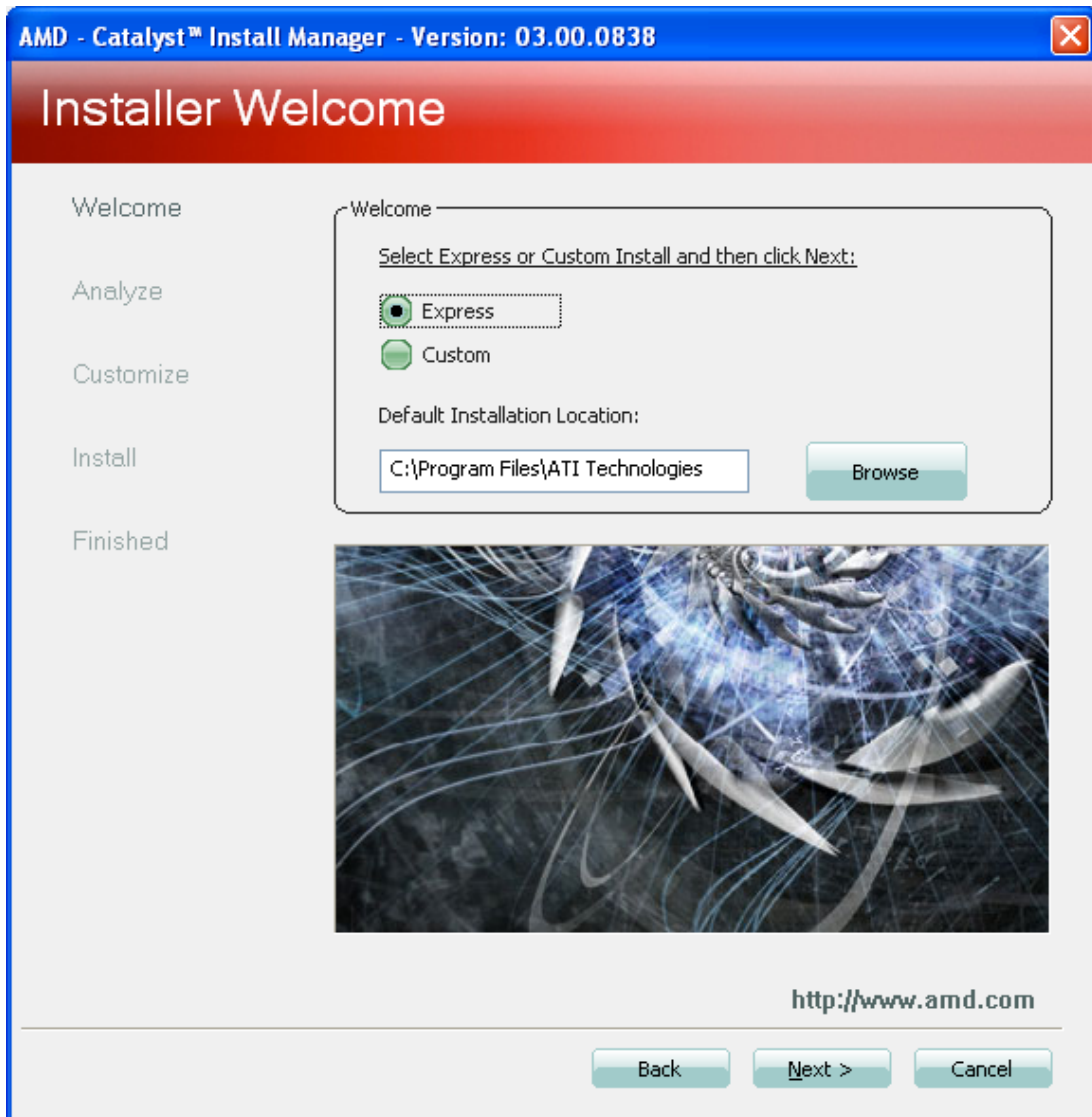 AMD - Catalyst™ Install Manager - Version: 03.00.0838
Installer Welcome
Welcome
Analyze
Customize
Install
Finished
Welcome
Select Express or Custom Install and then click Next:
Express
Custom
Default Installation Location:
C:\Program Files\ATI Technologies
Browse
http://www.amd.com
Back
Next >
Cancel